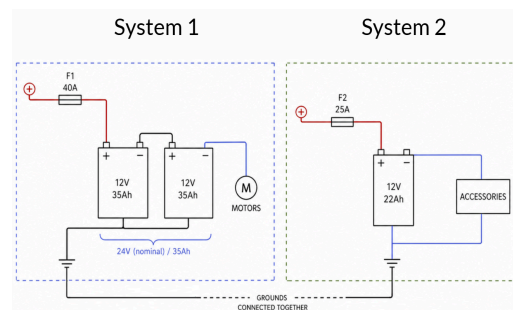 System 1
System 2
F1
40A
+
+ − + −
12V
35Ah
12V
35Ah
M
MOTORS
24V (nominal) / 35Ah
F2
25A
+
+ −
12V
22Ah
ACCESSORIES
GROUNDS
CONNECTED TOGETHER